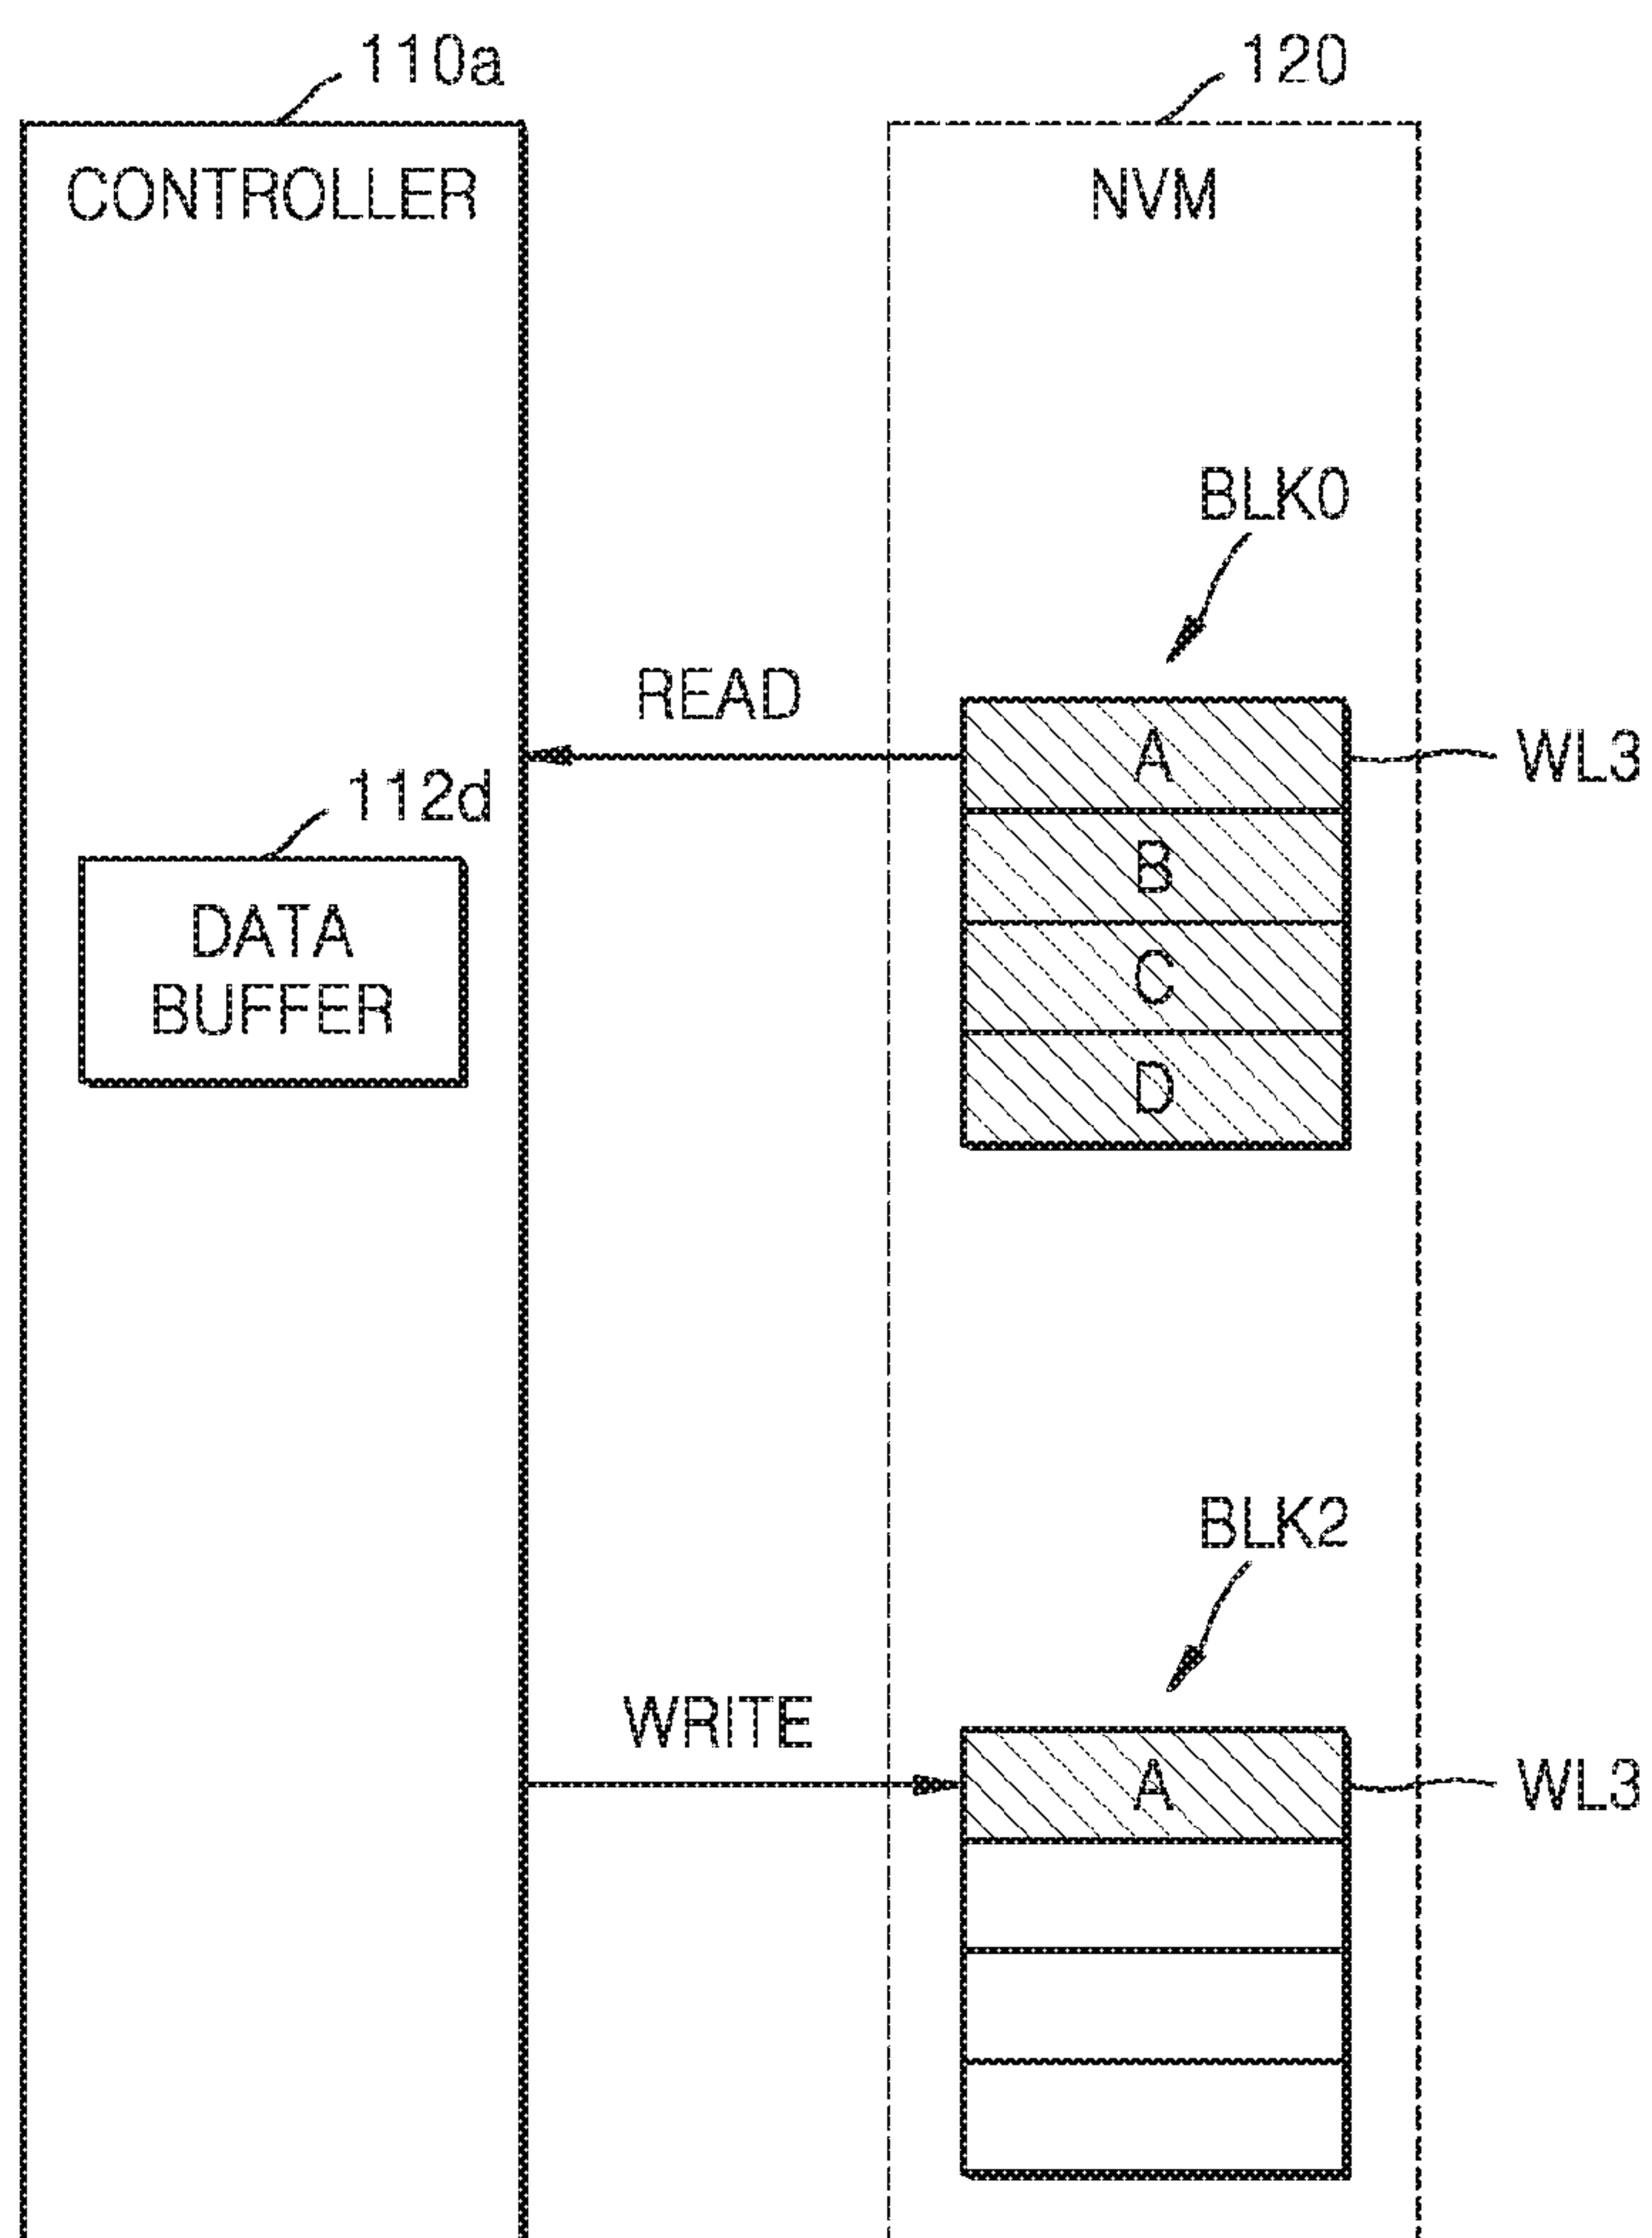 110a
120
CONTROLLER
NVM
BLK0
READ
A
WL3
112d
B
DATA
BUFFER
C
D
BLK2
WRITE
A
WL3